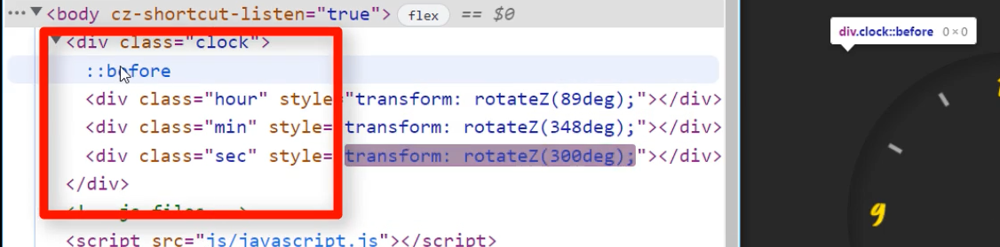 <body cz-shortcut-listen="true"> flex == $0
<div class="clock">
::before
<div class="hour" style="transform: rotateZ(89deg);"></div>
<div class="min" style="transform: rotateZ(348deg);"></div>
<div class="sec" style="transform: rotateZ(300deg);"></div>
</div>
js files
<script src="js/javascript.js"></script>
div.clock::before 0 × 0
9